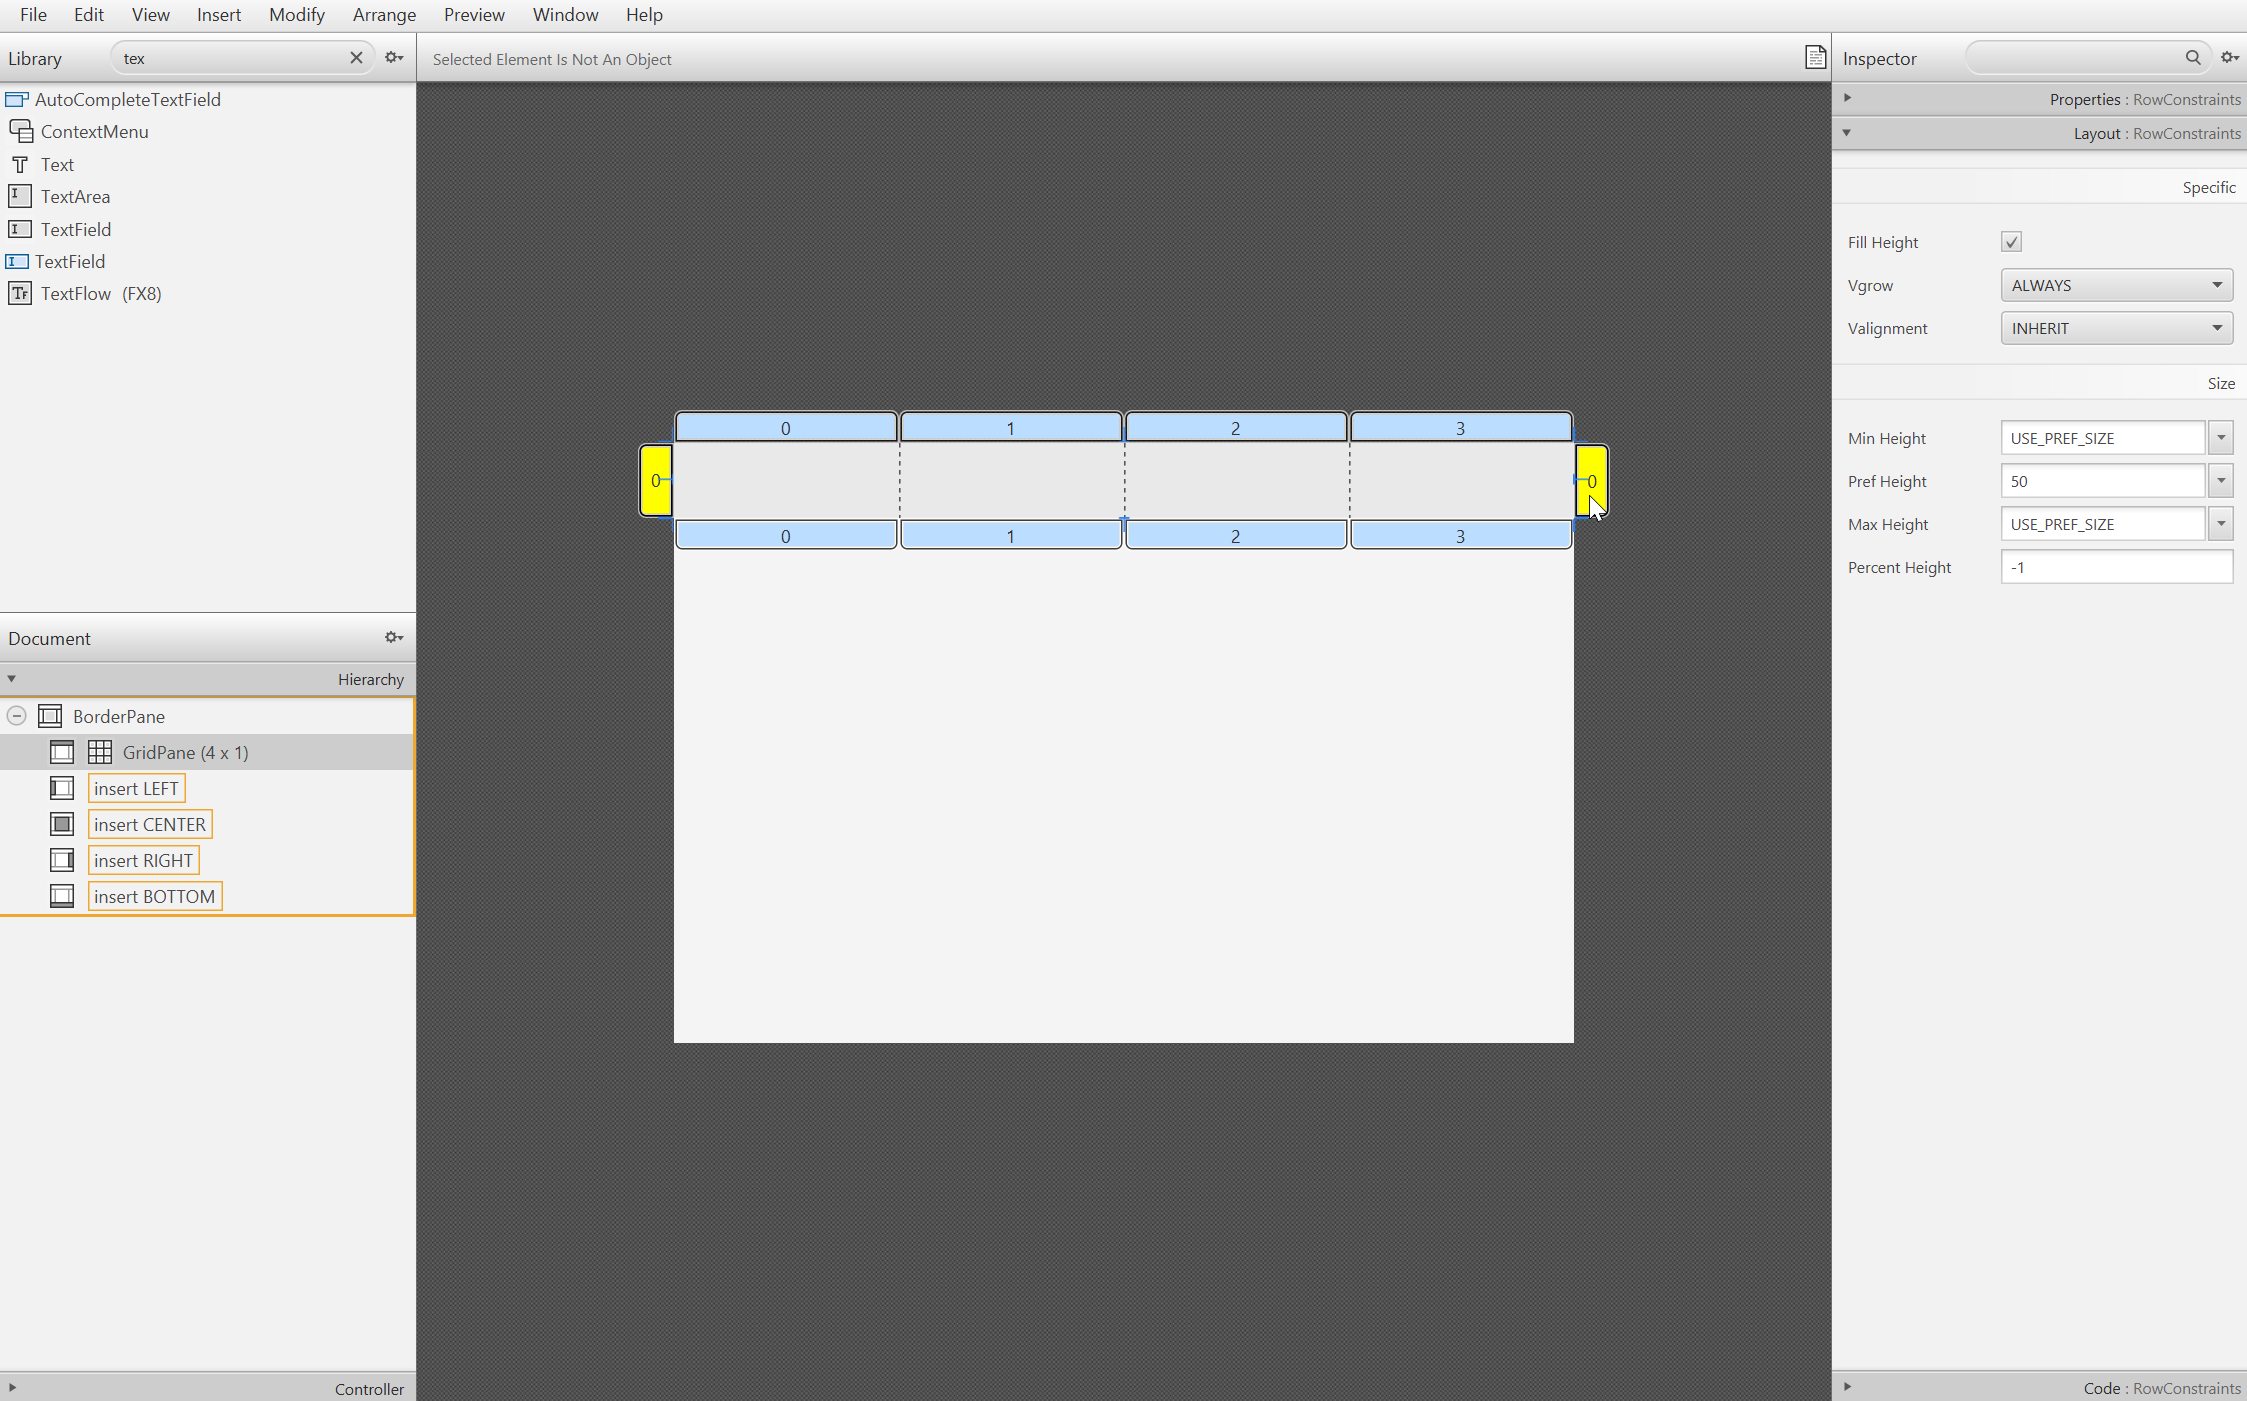 File Edit View Insert Modify Arrange Preview Window Help
Library tex
Selected Element Is Not An Object
Inspector
AutoCompleteTextField
ContextMenu
Text
TextArea
TextField
TextField
TextFlow (FX8)
Document
Hierarchy
BorderPane
GridPane (4 x 1)
insert LEFT
insert CENTER
insert RIGHT
insert BOTTOM
Controller
0 1 2 3
0 0
0 1 2 3
Properties : RowConstraints
Layout : RowConstraints
Specific
Fill Height
Vgrow ALWAYS
Valignment INHERIT
Size
Min Height USE_PREF_SIZE
Pref Height 50
Max Height USE_PREF_SIZE
Percent Height -1
Code : RowConstraints